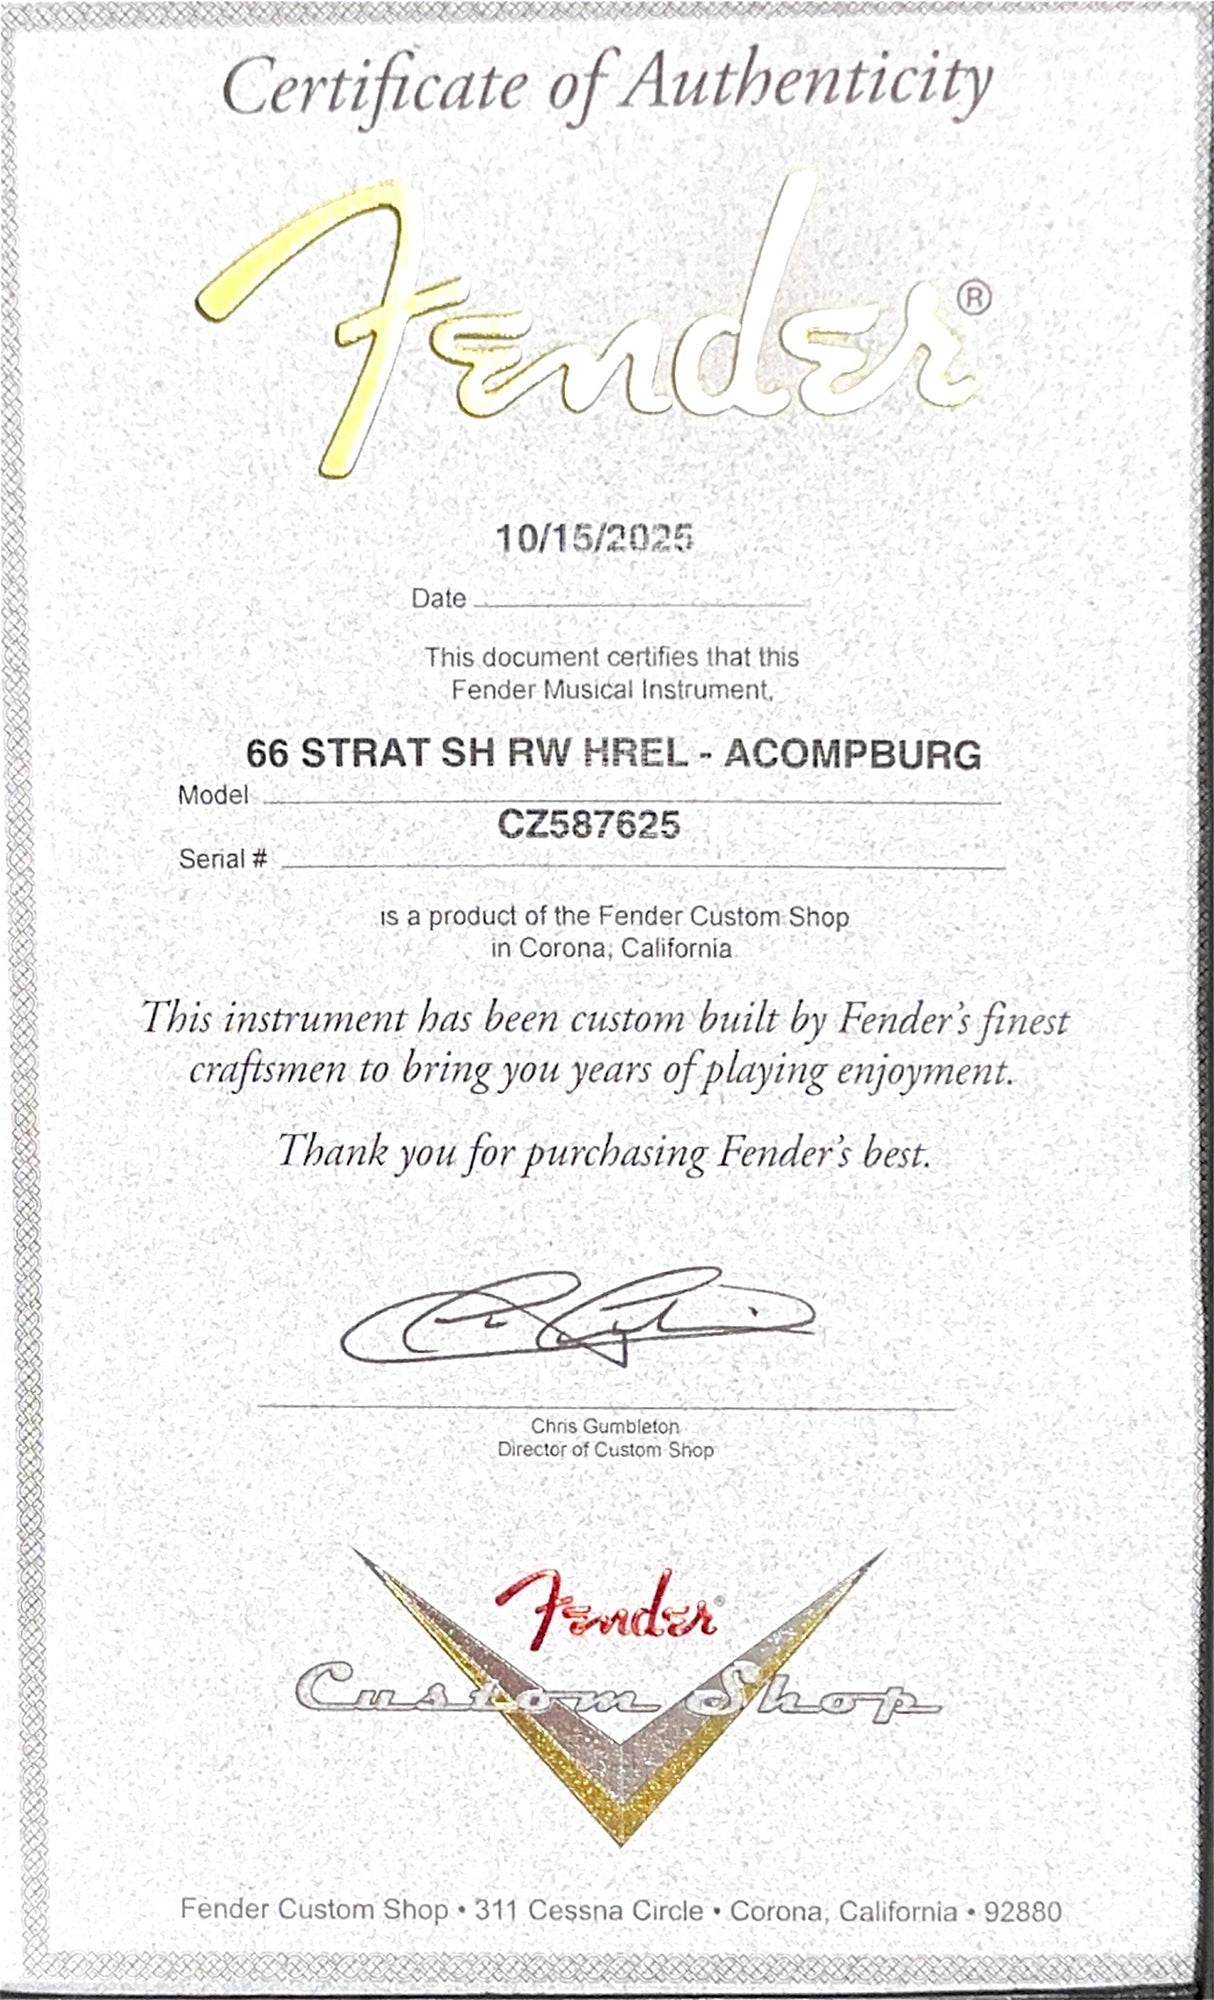 Certificate of Authenticity
Fender®
10/15/2025
Date
This document certifies that this
Fender Musical Instrument,
66 STRAT SH RW HREL - ACOMPBURG
Model
CZ587625
Serial #
is a product of the Fender Custom Shop
in Corona, California
This instrument has been custom built by Fender's finest
craftsmen to bring you years of playing enjoyment.
Thank you for purchasing Fender's best.
Chris Gumbleton
Director of Custom Shop
Fender®
Custom Shop
Fender Custom Shop • 311 Cessna Circle • Corona, California • 92880